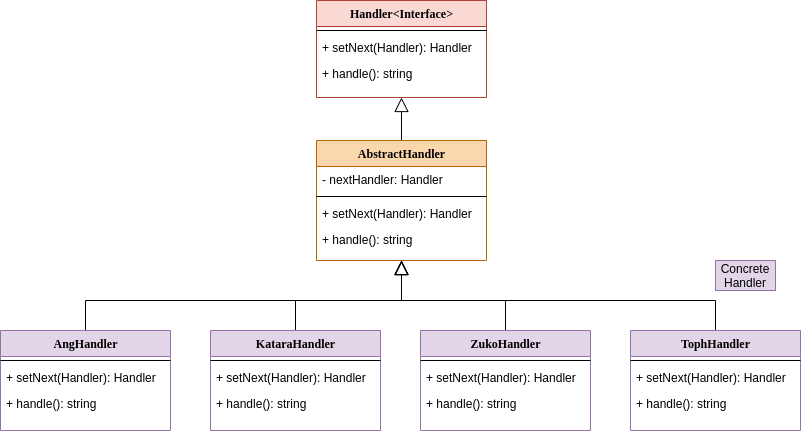 Handler<Interface>
+ setNext(Handler): Handler
+ handle(): string
AbstractHandler
- nextHandler: Handler
+ setNext(Handler): Handler
+ handle(): string
Concrete
Handler
AngHandler
+ setNext(Handler): Handler
+ handle(): string
KataraHandler
+ setNext(Handler): Handler
+ handle(): string
ZukoHandler
+ setNext(Handler): Handler
+ handle(): string
TophHandler
+ setNext(Handler): Handler
+ handle(): string